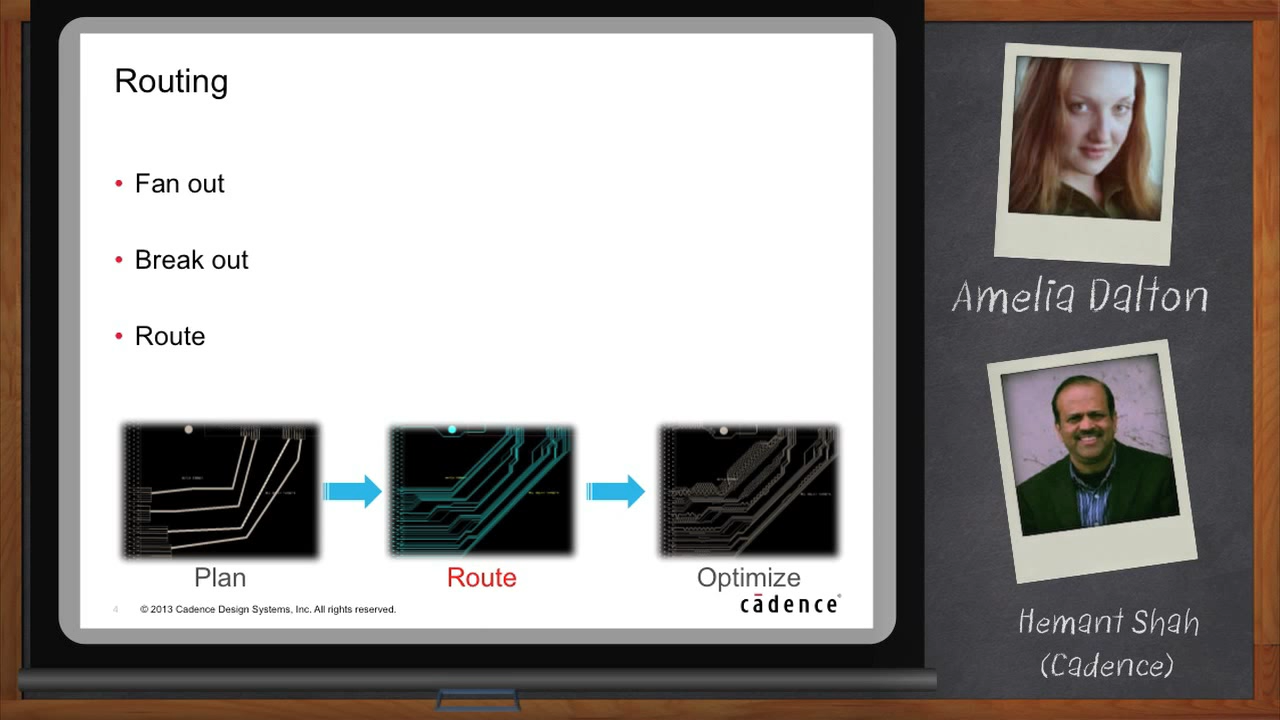 Routing
• Fan out
• Break out
• Route
Plan
Route
Optimize
4 © 2013 Cadence Design Systems, Inc. All rights reserved.
cādence®
Amelia Dalton
Hemant Shah
(Cadence)